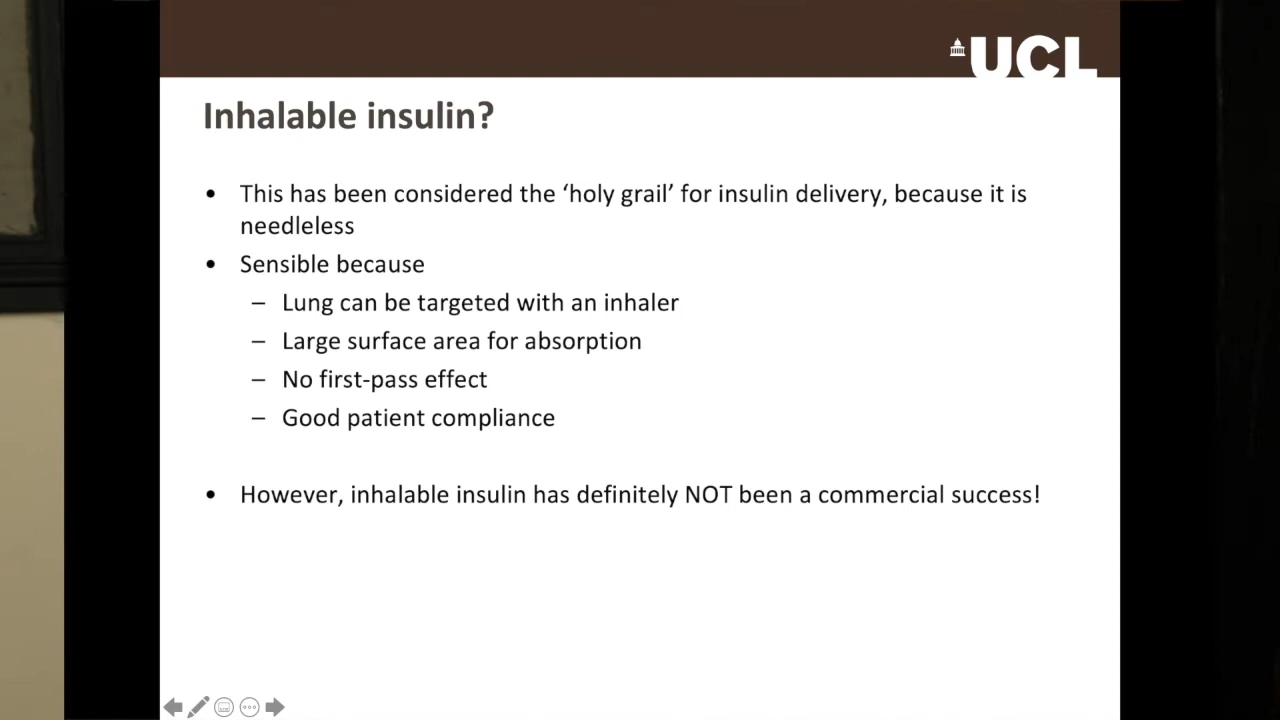 UCL
Inhalable insulin?
• This has been considered the ‘holy grail’ for insulin delivery, because it is
needleless
• Sensible because
– Lung can be targeted with an inhaler
– Large surface area for absorption
– No first-pass effect
– Good patient compliance
• However, inhalable insulin has definitely NOT been a commercial success!